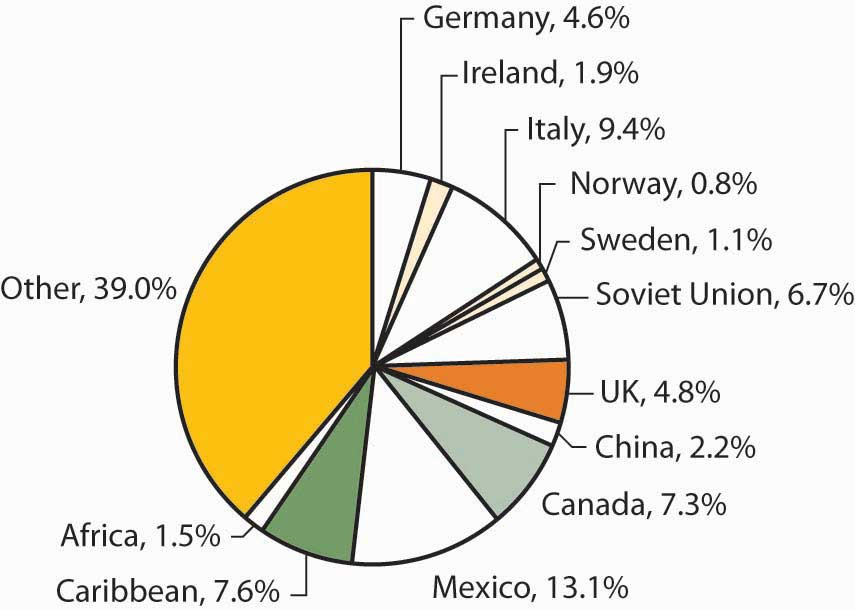 Germany, 4.6%
Ireland, 1.9%
Italy, 9.4%
Norway, 0.8%
Sweden, 1.1%
Soviet Union, 6.7%
UK, 4.8%
China, 2.2%
Canada, 7.3%
Mexico, 13.1%
Caribbean, 7.6%
Africa, 1.5%
Other, 39.0%